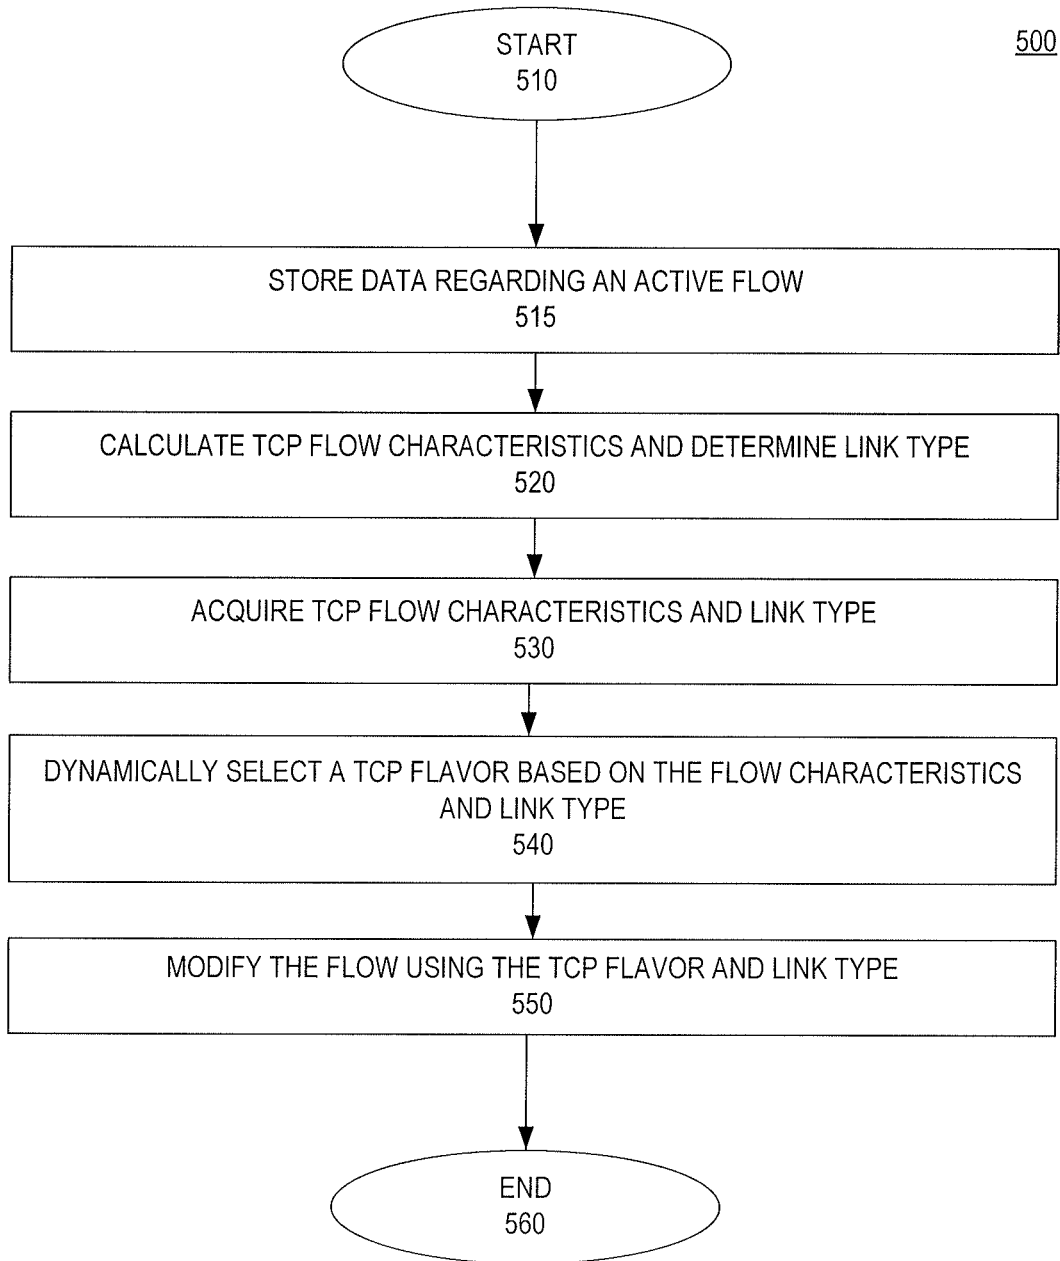 START
510
500
STORE DATA REGARDING AN ACTIVE FLOW
515
CALCULATE TCP FLOW CHARACTERISTICS AND DETERMINE LINK TYPE
520
ACQUIRE TCP FLOW CHARACTERISTICS AND LINK TYPE
530
DYNAMICALLY SELECT A TCP FLAVOR BASED ON THE FLOW CHARACTERISTICS
AND LINK TYPE
540
MODIFY THE FLOW USING THE TCP FLAVOR AND LINK TYPE
550
END
560